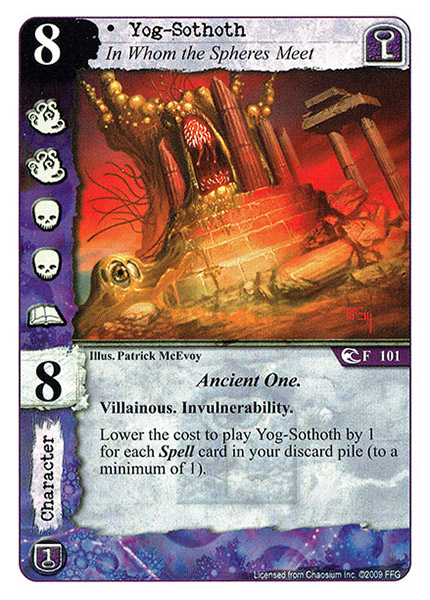 8
• Yog-Sothoth
In Whom the Spheres Meet
Illus. Patrick McEvoy
F 101
8
Ancient One.
Villainous. Invulnerability.
Lower the cost to play Yog-Sothoth by 1
for each Spell card in your discard pile (to a
minimum of 1).
Character
1
Licensed from Chaosium Inc. ©2009 FFG